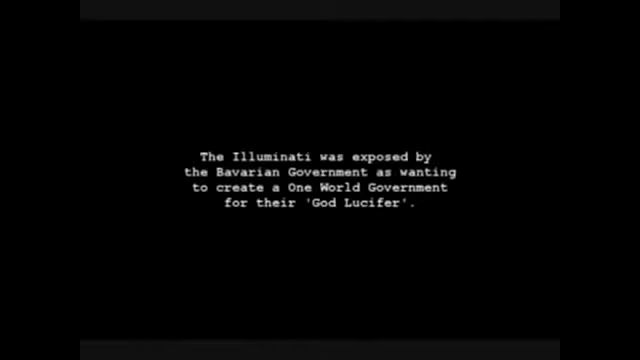 The Illuminati was exposed by
the Bavarian Government as wanting
to create a One World Government
for their 'God Lucifer'.